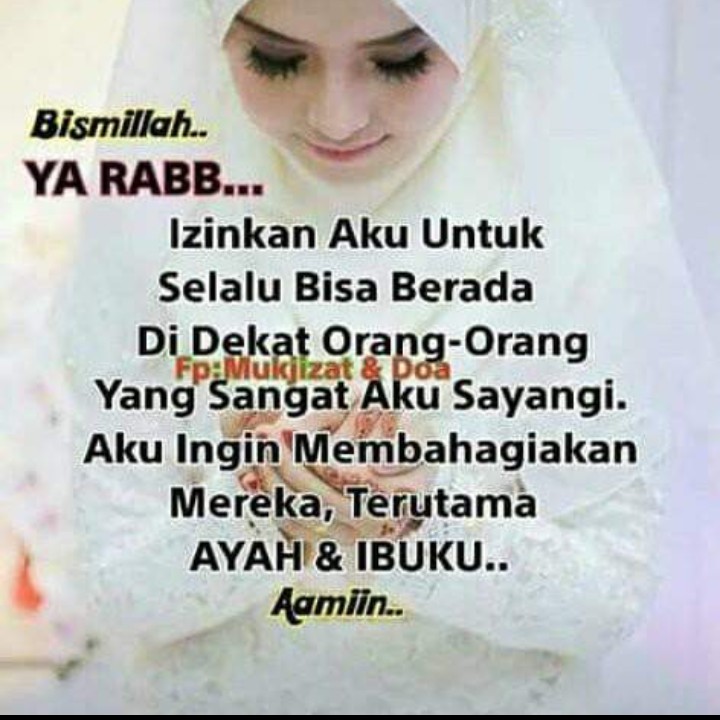 Bismillah..
YA RABB...
Izinkan Aku Untuk
Selalu Bisa Berada
Di Dekat Orang-Orang
Fp:Mukjizat & Doa
Yang Sangat Aku Sayangi.
Aku Ingin Membahagiakan
Mereka, Terutama
AYAH & IBUKU..
Aamiin..